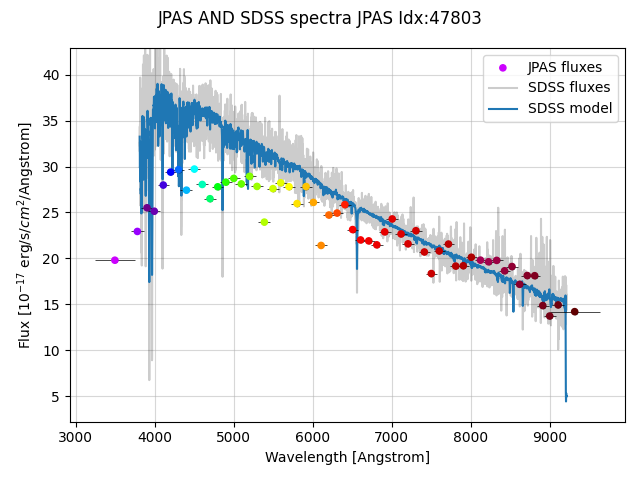 JPAS AND SDSS spectra JPAS Idx:47803
JPAS fluxes
SDSS fluxes
SDSS model
40
35
30
25
20
15
10
5
Flux [10⁻¹⁷ erg/s/cm²/Angstrom]
3000 4000 5000 6000 7000 8000 9000
Wavelength [Angstrom]